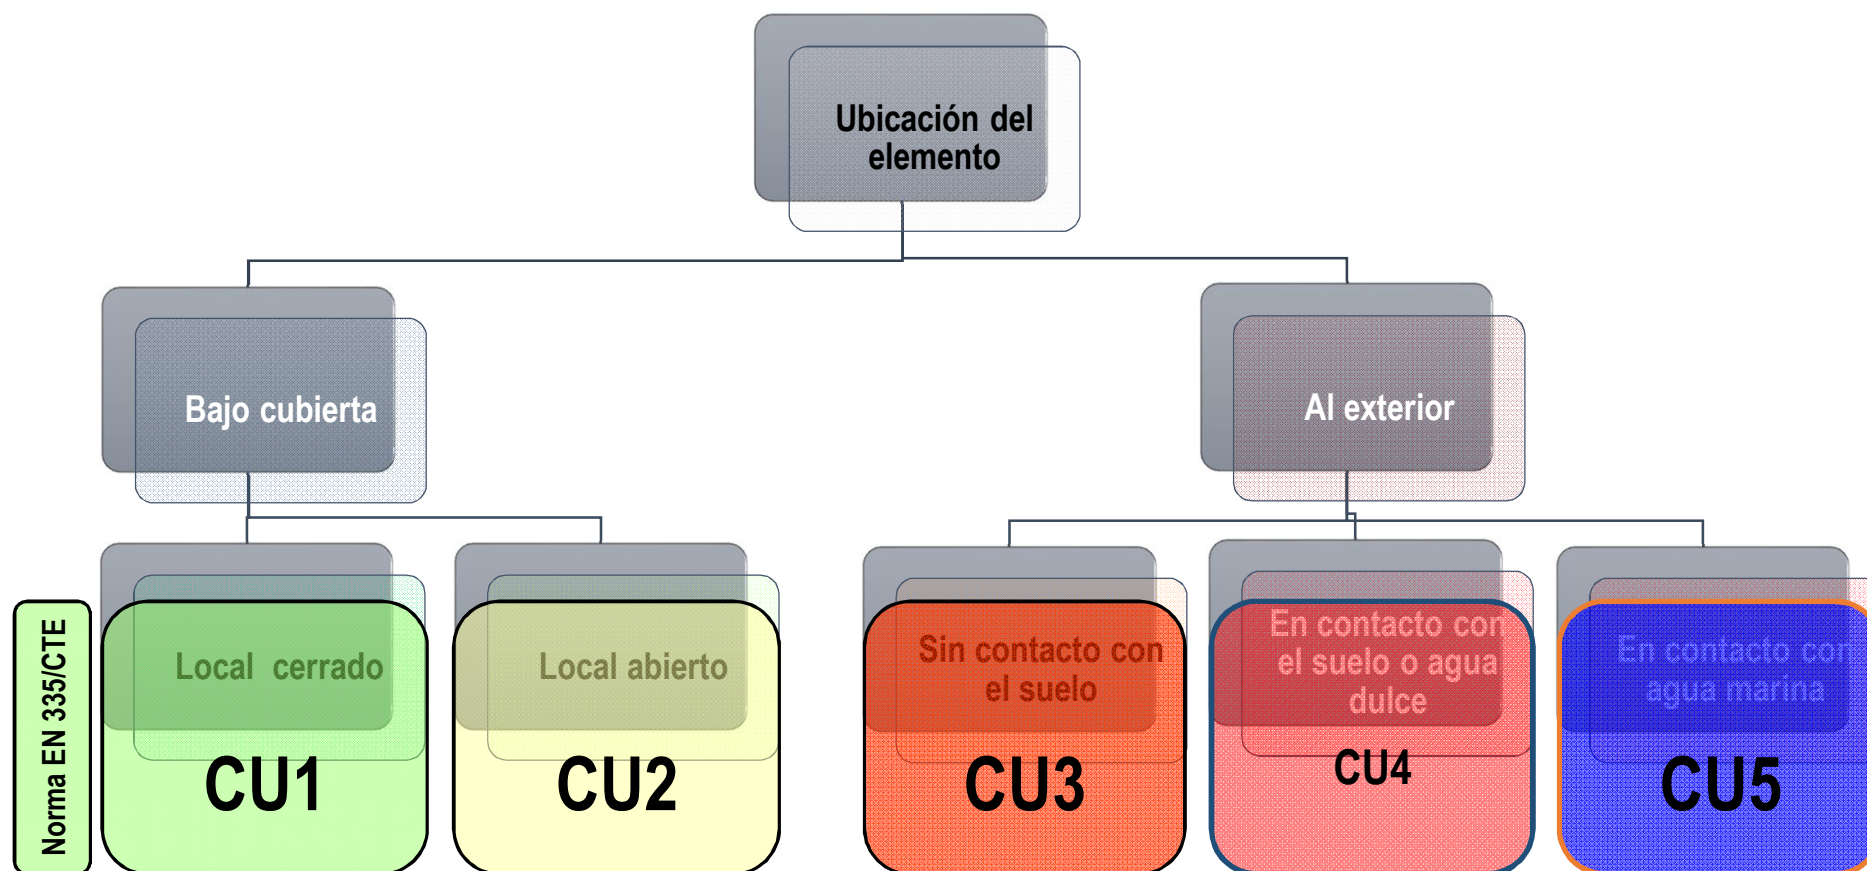 Ubicación del
elemento
Bajo cubierta
Al exterior
Norma EN 335/CTE
Local cerrado
CU1
Local abierto
CU2
Sin contacto con
el suelo
CU3
En contacto con
el suelo o agua
dulce
CU4
En contacto con
agua marina
CU5